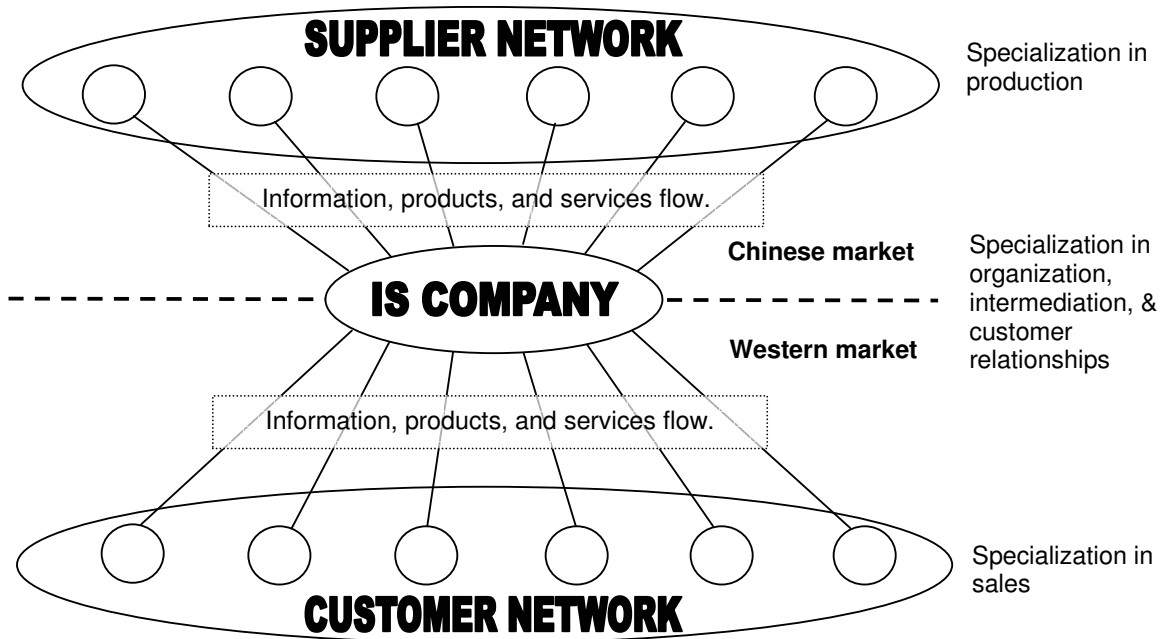 SUPPLIER NETWORK
Specialization in
production
Information, products, and services flow.
Chinese market
Specialization in
organization,
intermediation, &
customer
relationships
IS COMPANY
Western market
Information, products, and services flow.
Specialization in
sales
CUSTOMER NETWORK